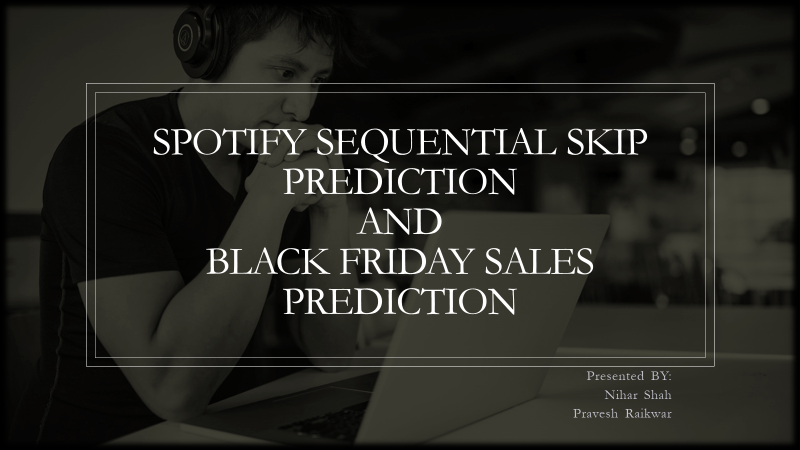 SPOTIFY SEQUENTIAL SKIP
PREDICTION
AND
BLACK FRIDAY SALES
PREDICTION
Presented BY:
Nihar Shah
Pravesh Raikwar